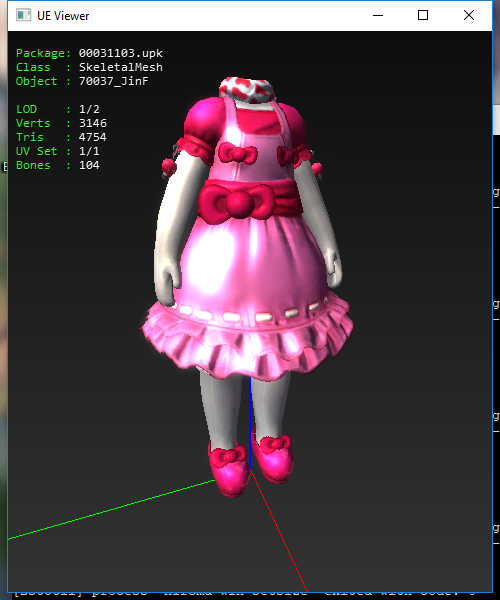 UE Viewer
Package: 00031103.upk
Class : SkeletalMesh
Object : 70037_JinF
LOD : 1/2
Verts : 3146
Tris : 4754
UV Set : 1/1
Bones : 104